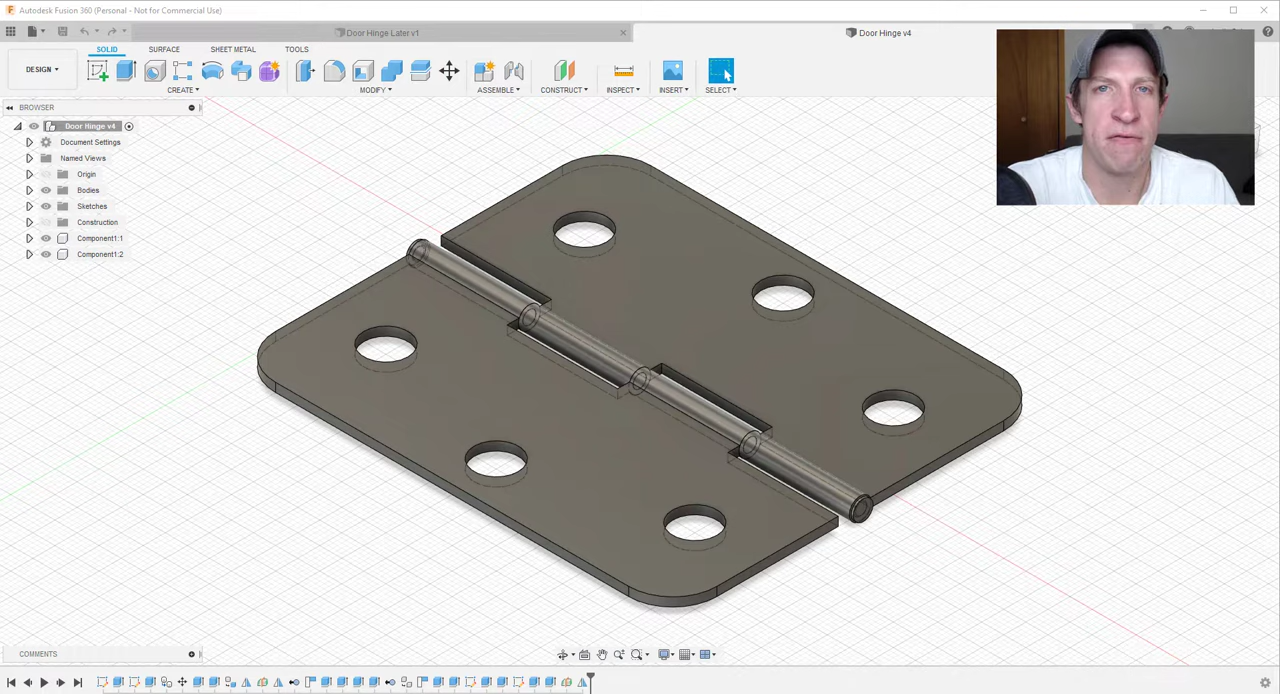 Autodesk Fusion 360 (Personal - Not for Commercial Use)
Door Hinge Later v1
Door Hinge v4
SOLID SURFACE SHEET METAL TOOLS
DESIGN
CREATE MODIFY ASSEMBLE CONSTRUCT INSPECT INSERT SELECT
BROWSER
Door Hinge v4
Document Settings
Named Views
Origin
Bodies
Sketches
Construction
Component1:1
Component1:2
COMMENTS